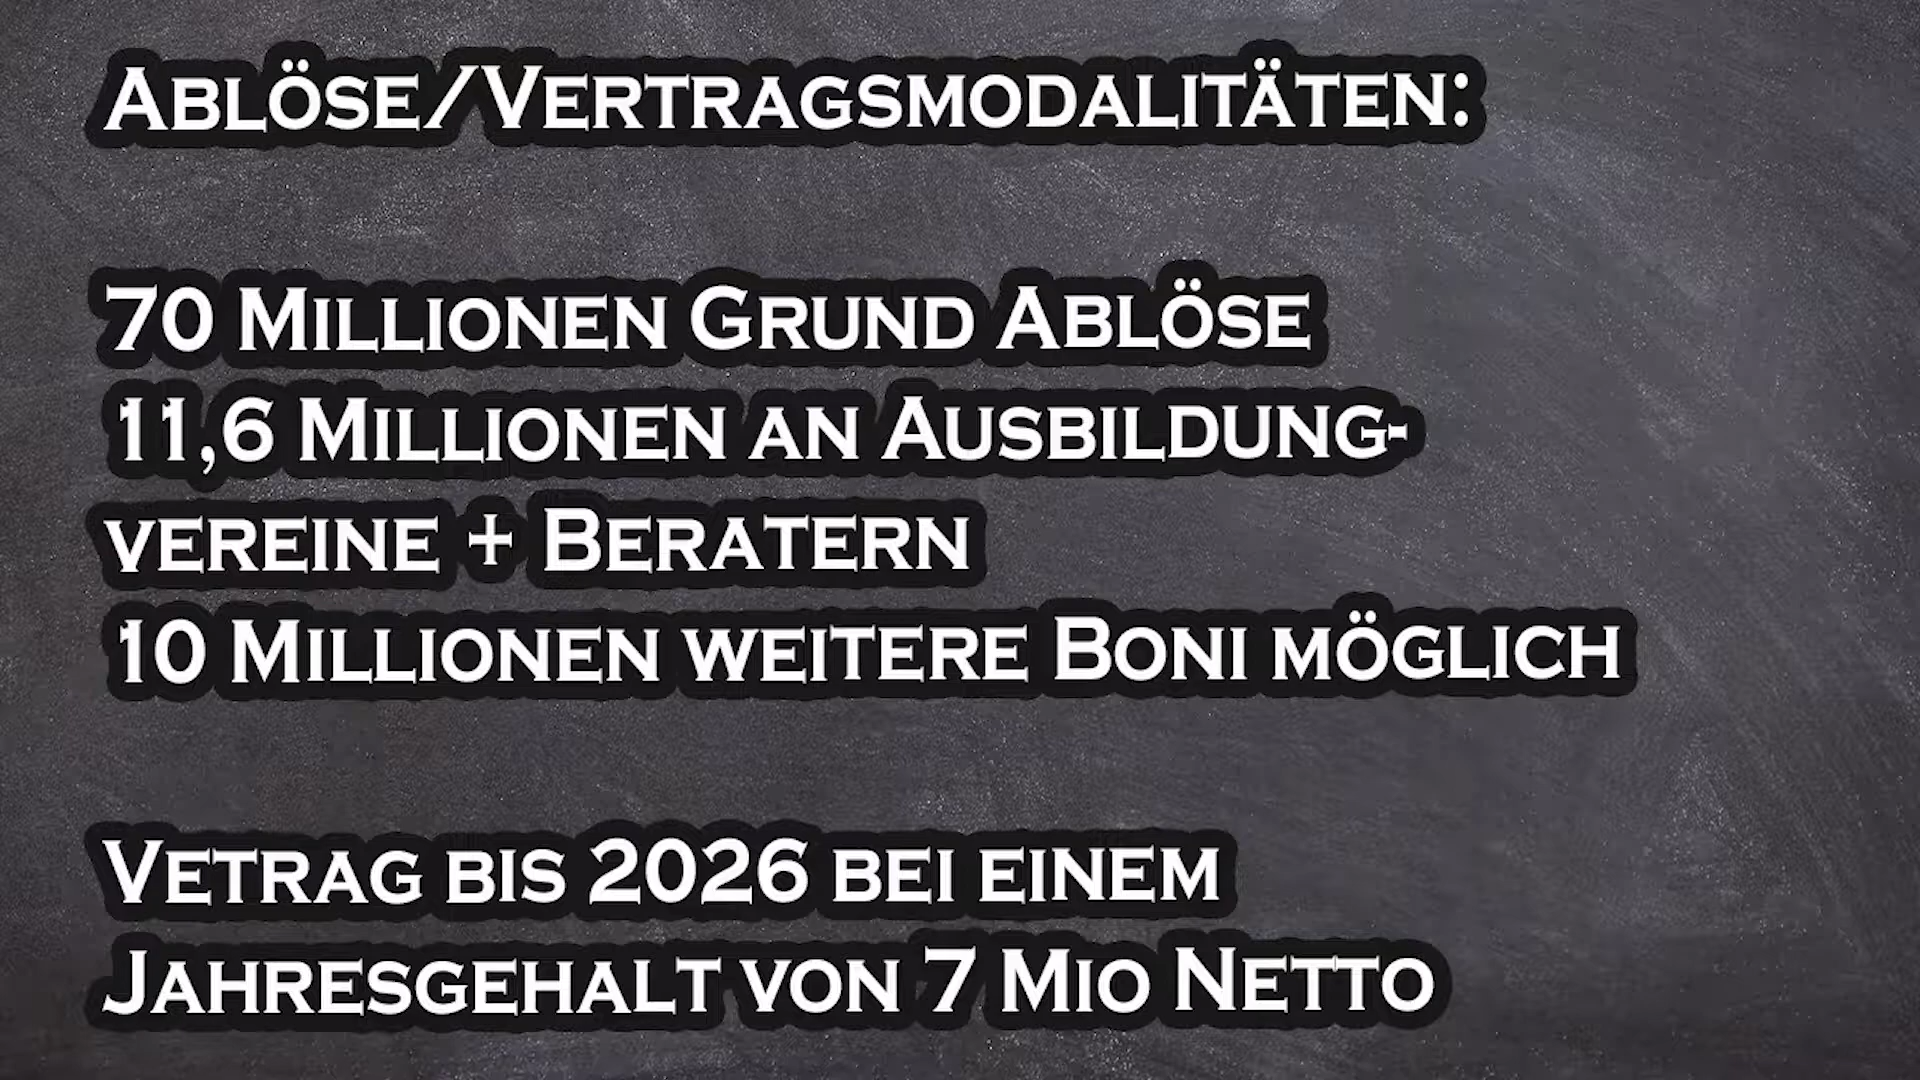 Ablöse/Vertragsmodalitäten:
70 Millionen Grund Ablöse
11,6 Millionen an Ausbildung-
vereine + Beratern
10 Millionen weitere Boni möglich
Vetrag bis 2026 bei einem
Jahresgehalt von 7 Mio Netto